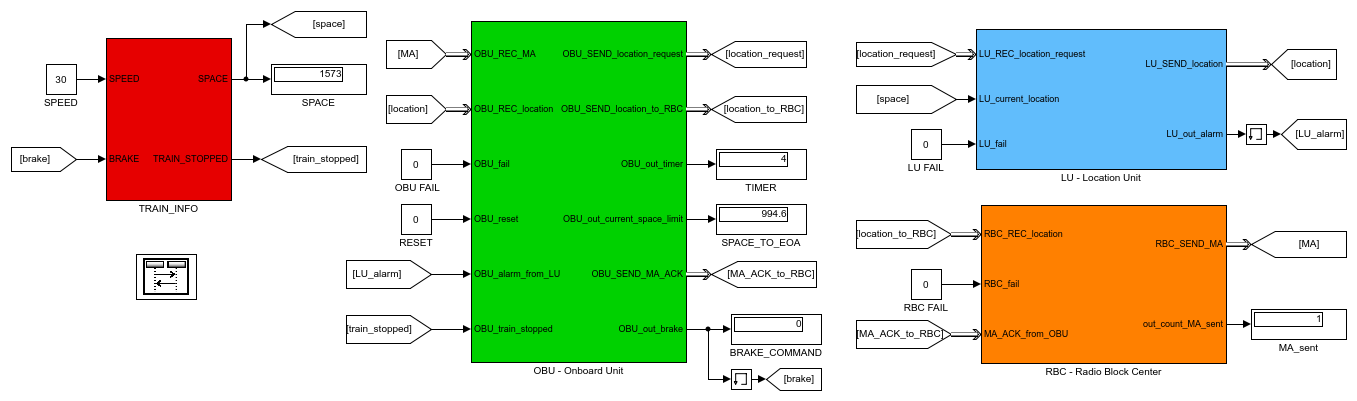 [space]
30
SPEED
SPEED
SPACE
1573
SPACE
[brake]
BRAKE
TRAIN_STOPPED
[train_stopped]
TRAIN_INFO
[MA]
OBU_REC_MA
OBU_SEND_location_request
[location_request]
[location]
OBU_REC_location
OBU_SEND_location_to_RBC
[location_to_RBC]
0
OBU FAIL
OBU_fail
OBU_out_timer
4
TIMER
0
RESET
OBU_reset
OBU_out_current_space_limit
994.6
SPACE_TO_EOA
[LU_alarm]
OBU_alarm_from_LU
OBU_SEND_MA_ACK
[MA_ACK_to_RBC]
[train_stopped]
OBU_train_stopped
OBU_out_brake
0
BRAKE_COMMAND
[brake]
OBU - Onboard Unit
[location_request]
LU_REC_location_request
LU_SEND_location
[location]
[space]
LU_current_location
0
LU FAIL
LU_fail
LU_out_alarm
[LU_alarm]
LU - Location Unit
[location_to_RBC]
RBC_REC_location
RBC_SEND_MA
[MA]
0
RBC FAIL
RBC_fail
[MA_ACK_to_RBC]
MA_ACK_from_OBU
out_count_MA_sent
1
MA_sent
RBC - Radio Block Center